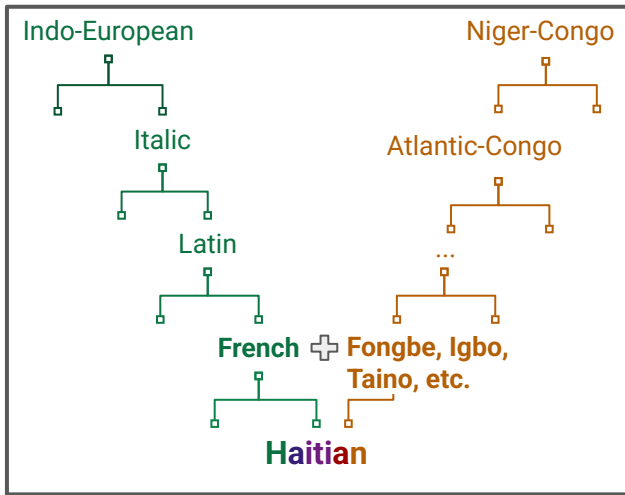 Indo-European
Niger-Congo
Italic
Atlantic-Congo
Latin
...
French
Fongbe, Igbo,
Taino, etc.
Haitian